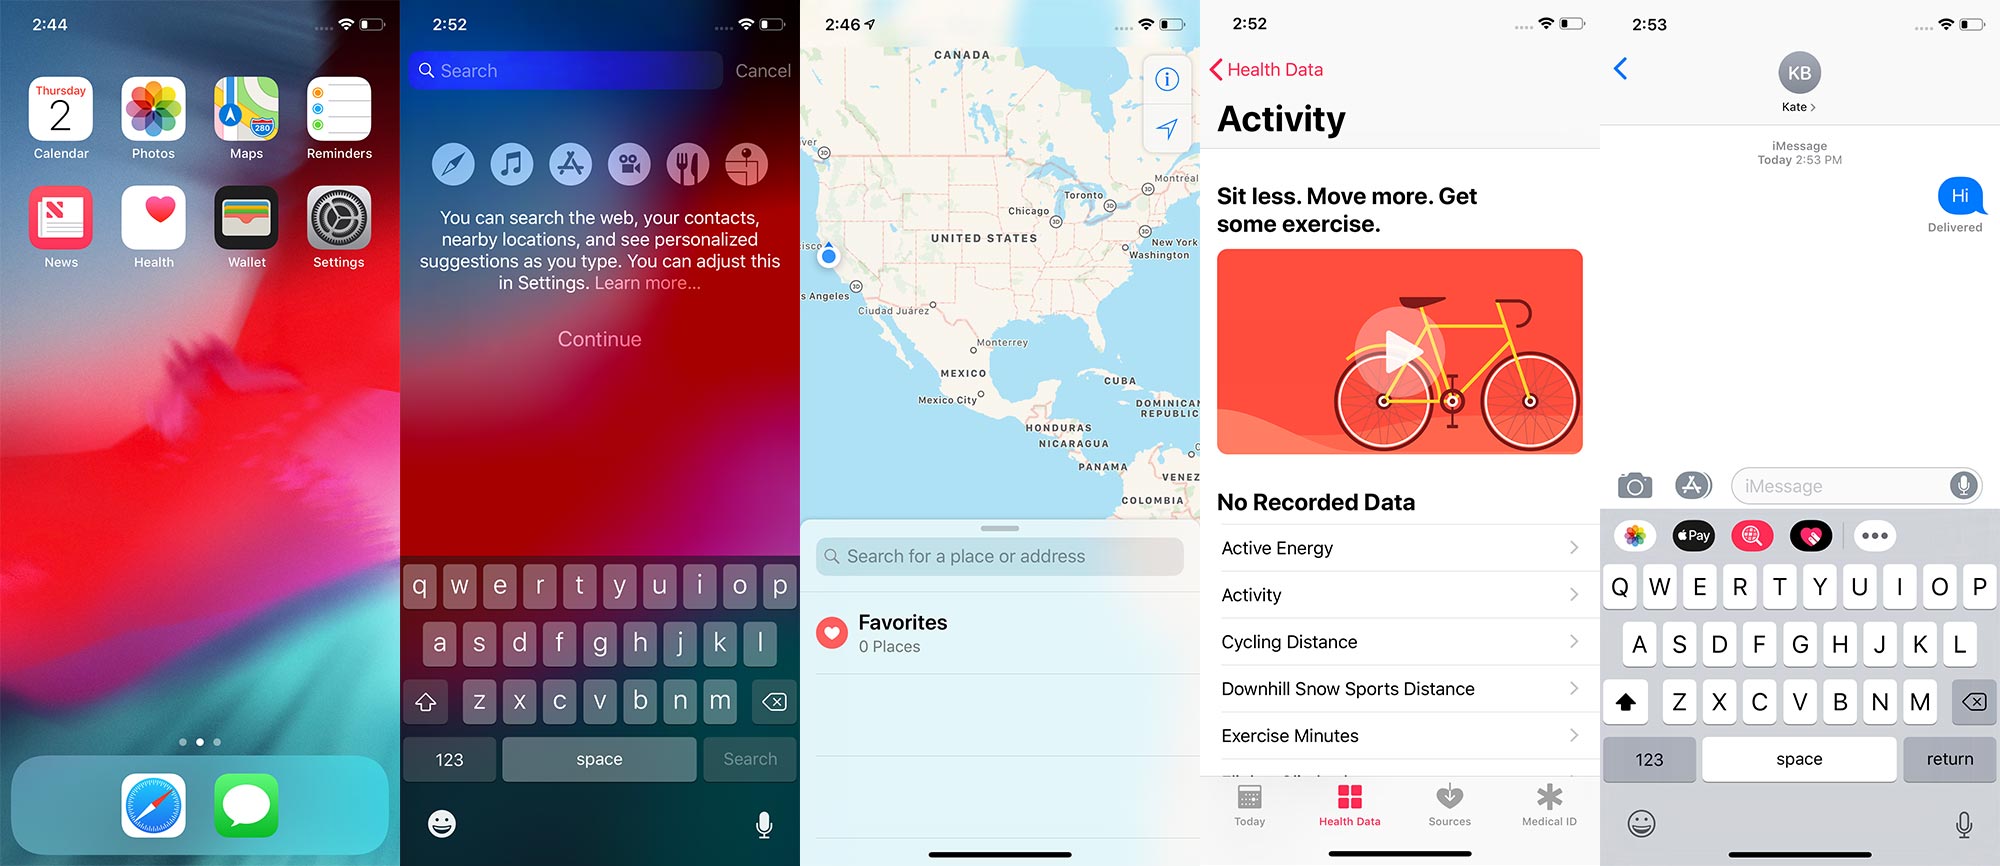 2:44
Thursday
2
280
Calendar
Photos
Maps
Reminders
News
Health
Wallet
Settings
2:52
Search
Cancel
You can search the web, your contacts,
nearby locations, and see personalized
suggestions as you type. You can adjust this
in Settings. Learn more...
Continue
q w e r t y u i o p
a s d f g h j k l
z x c v b n m
123
space
Search
2:46
CANADA
Montréal
Toronto
Chicago
UNITED STATES
New York
Washington
s Angeles
Ciudad Juárez
Monterrey
MEXICO
CUBA
Mexico City
DOMINICAN
REPUBLIC
HONDURAS
NICARAGUA
PANAMA
VENEZ
COLOMBIA
Search for a place or address
Favorites
0 Places
2:52
Health Data
Activity
Sit less. Move more. Get
some exercise.
No Recorded Data
Active Energy
Activity
Cycling Distance
Downhill Snow Sports Distance
Exercise Minutes
Today
Health Data
Sources
Medical ID
2:53
KB
Kate
iMessage
Today 2:53 PM
Hi
Delivered
iMessage
Pay
Q W E R T Y U I O P
A S D F G H J K L
Z X C V B N M
123
space
return